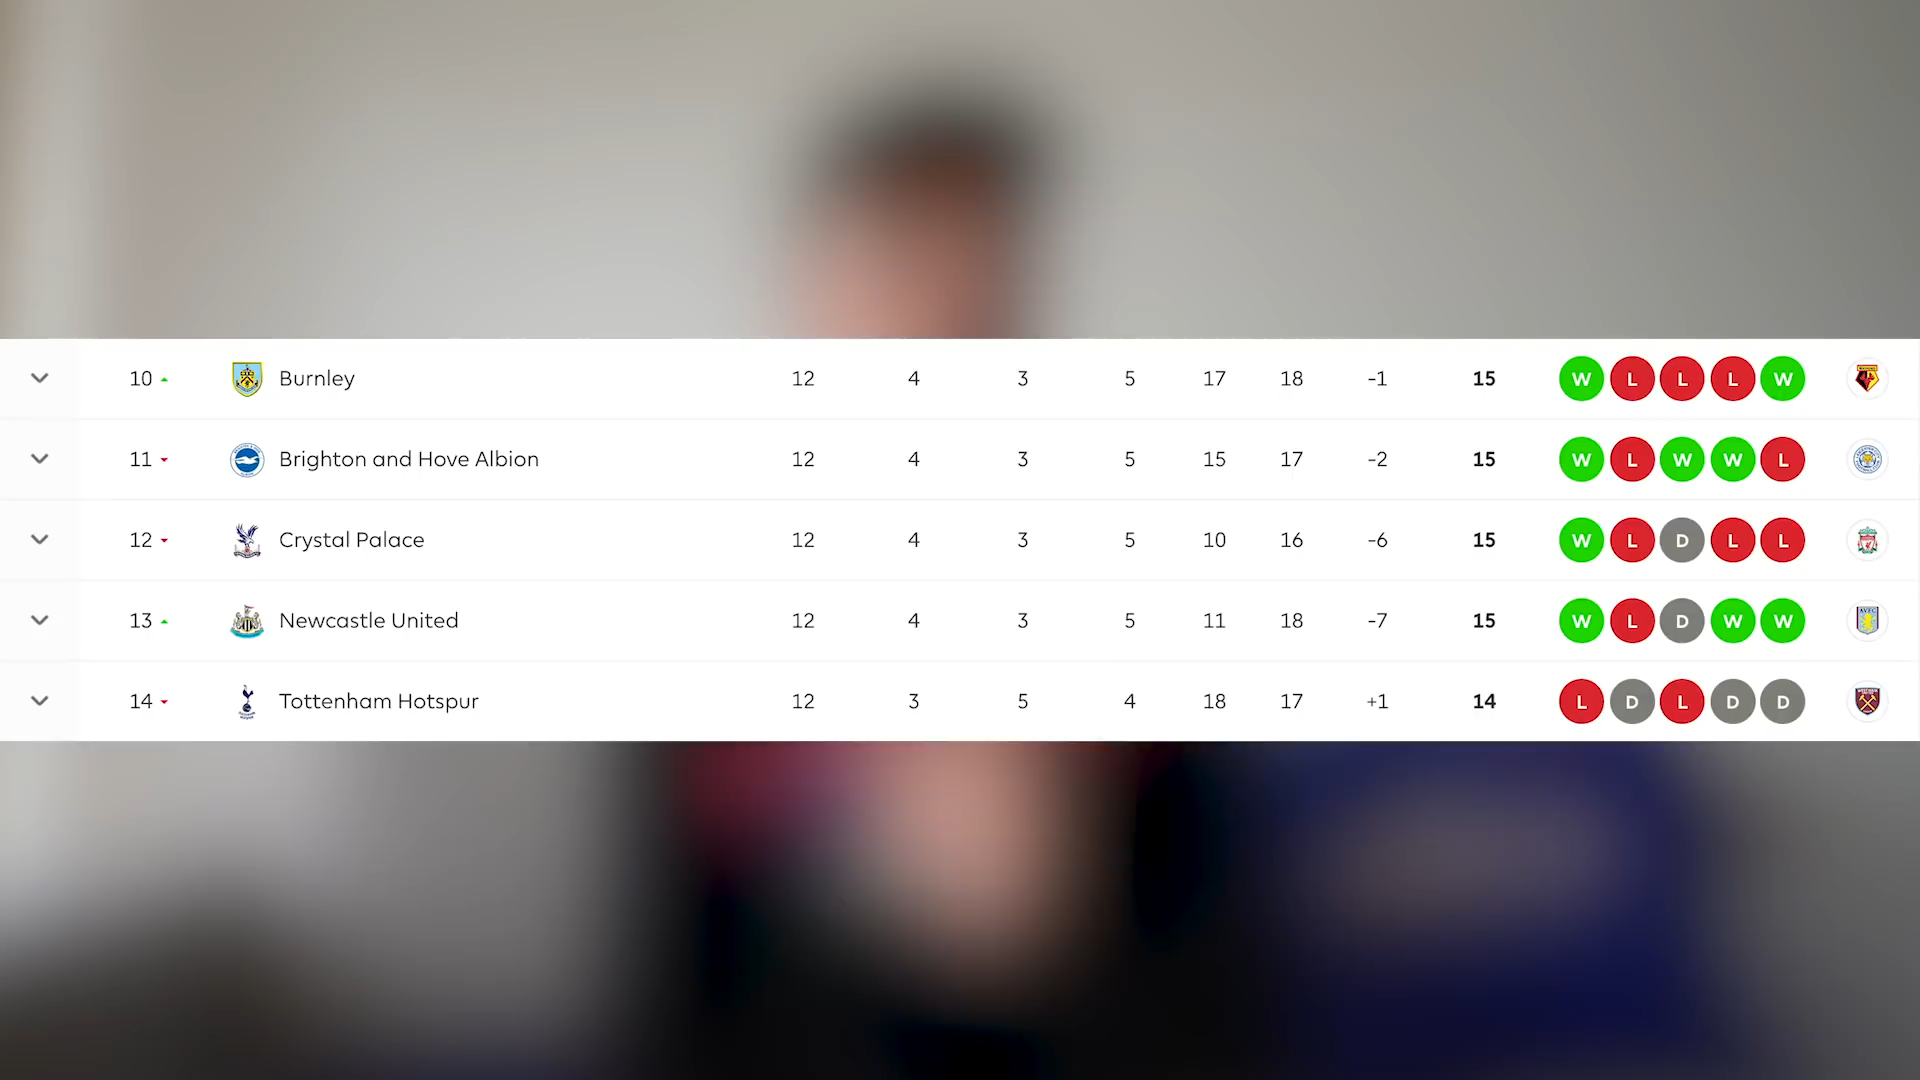 10 Burnley 12 4 3 5 17 18 -1 15 W L L L W
11 Brighton and Hove Albion 12 4 3 5 15 17 -2 15 W L W W L
12 Crystal Palace 12 4 3 5 10 16 -6 15 W L D L L
13 Newcastle United 12 4 3 5 11 18 -7 15 W L D W W
14 Tottenham Hotspur 12 3 5 4 18 17 +1 14 L D L D D